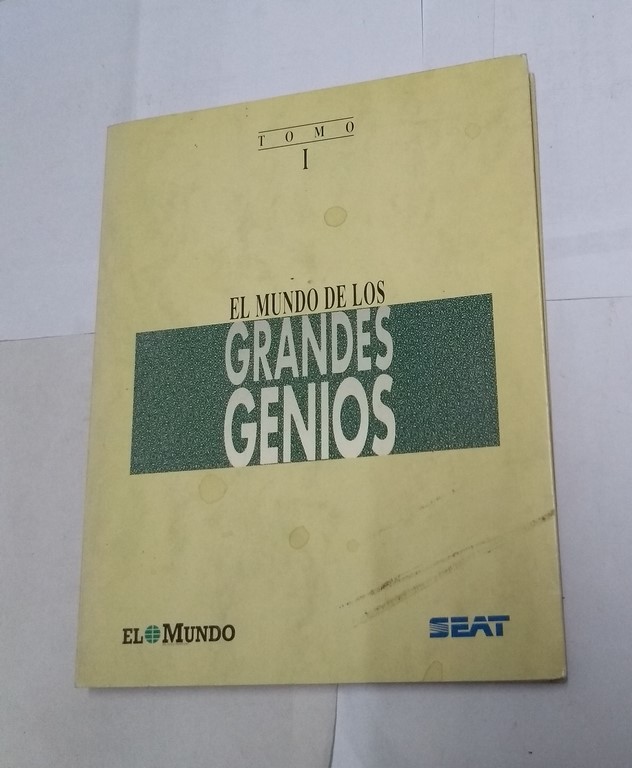 TOMO
I
EL MUNDO DE LOS
GRANDES
GENIOS
EL MUNDO
SEAT